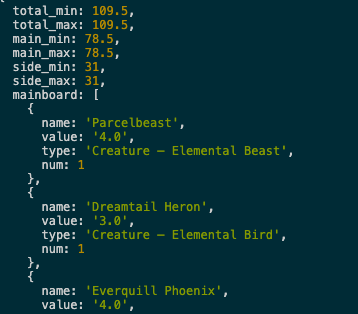 total_min: 109.5,
total_max: 109.5,
main_min: 78.5,
main_max: 78.5,
side_min: 31,
side_max: 31,
mainboard: [
{
name: 'Parcelbeast',
value: '4.0',
type: 'Creature — Elemental Beast',
num: 1
},
{
name: 'Dreamtail Heron',
value: '3.0',
type: 'Creature — Elemental Bird',
num: 1
},
{
name: 'Everquill Phoenix',
value: '4.0',